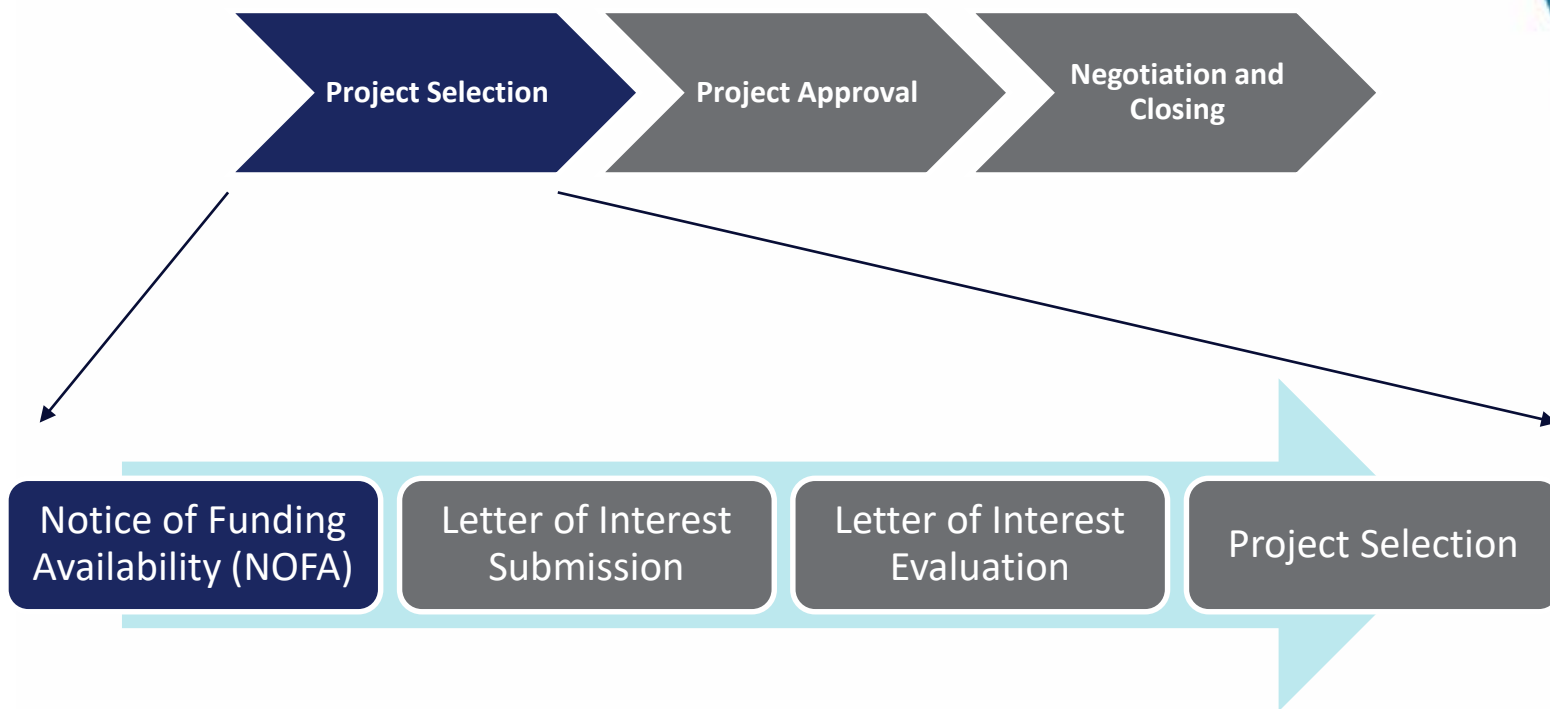 Project Selection
Project Approval
Negotiation and
Closing
Notice of Funding
Availability (NOFA)
Letter of Interest
Submission
Letter of Interest
Evaluation
Project Selection